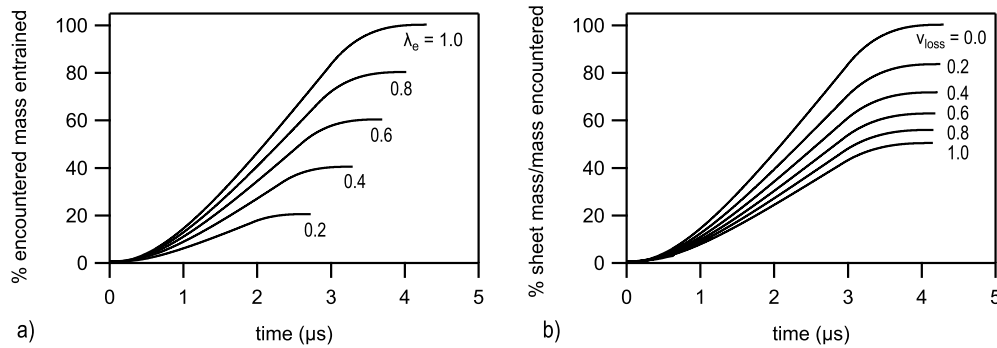 % encountered mass entrained
100
80
60
40
20
0
λe = 1.0
0.8
0.6
0.4
0.2
0 1 2 3 4 5
time (µs)
a)
% sheet mass/mass encountered
100
80
60
40
20
0
vloss = 0.0
0.2
0.4
0.6
0.8
1.0
0 1 2 3 4 5
time (µs)
b)